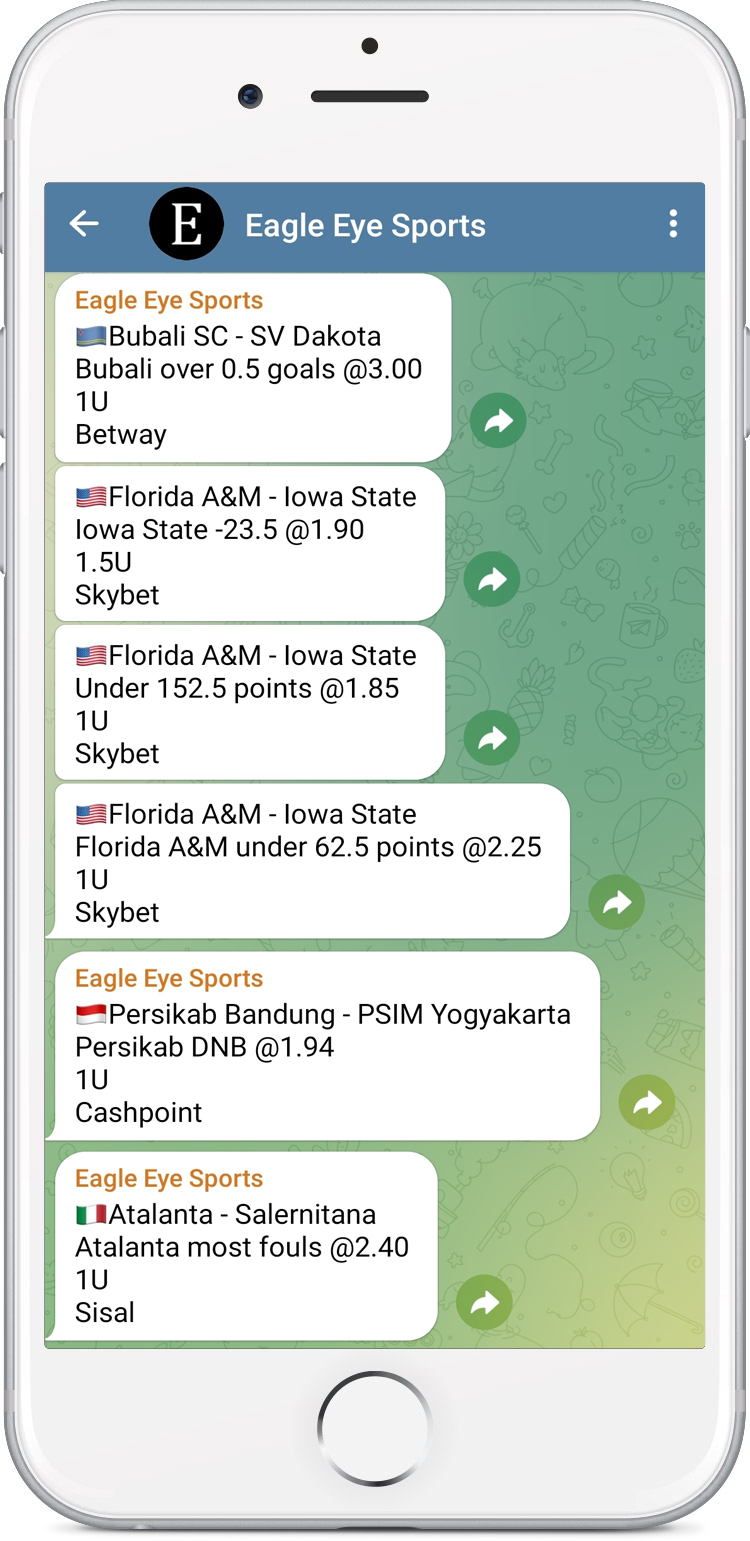 E
Eagle Eye Sports
Eagle Eye Sports
🇦🇼Bubali SC - SV Dakota
Bubali over 0.5 goals @3.00
1U
Betway
🇺🇸Florida A&M - Iowa State
Iowa State -23.5 @1.90
1.5U
Skybet
🇺🇸Florida A&M - Iowa State
Under 152.5 points @1.85
1U
Skybet
🇺🇸Florida A&M - Iowa State
Florida A&M under 62.5 points @2.25
1U
Skybet
Eagle Eye Sports
🇮🇩Persikab Bandung - PSIM Yogyakarta
Persikab DNB @1.94
1U
Cashpoint
Eagle Eye Sports
🇮🇹Atalanta - Salernitana
Atalanta most fouls @2.40
1U
Sisal